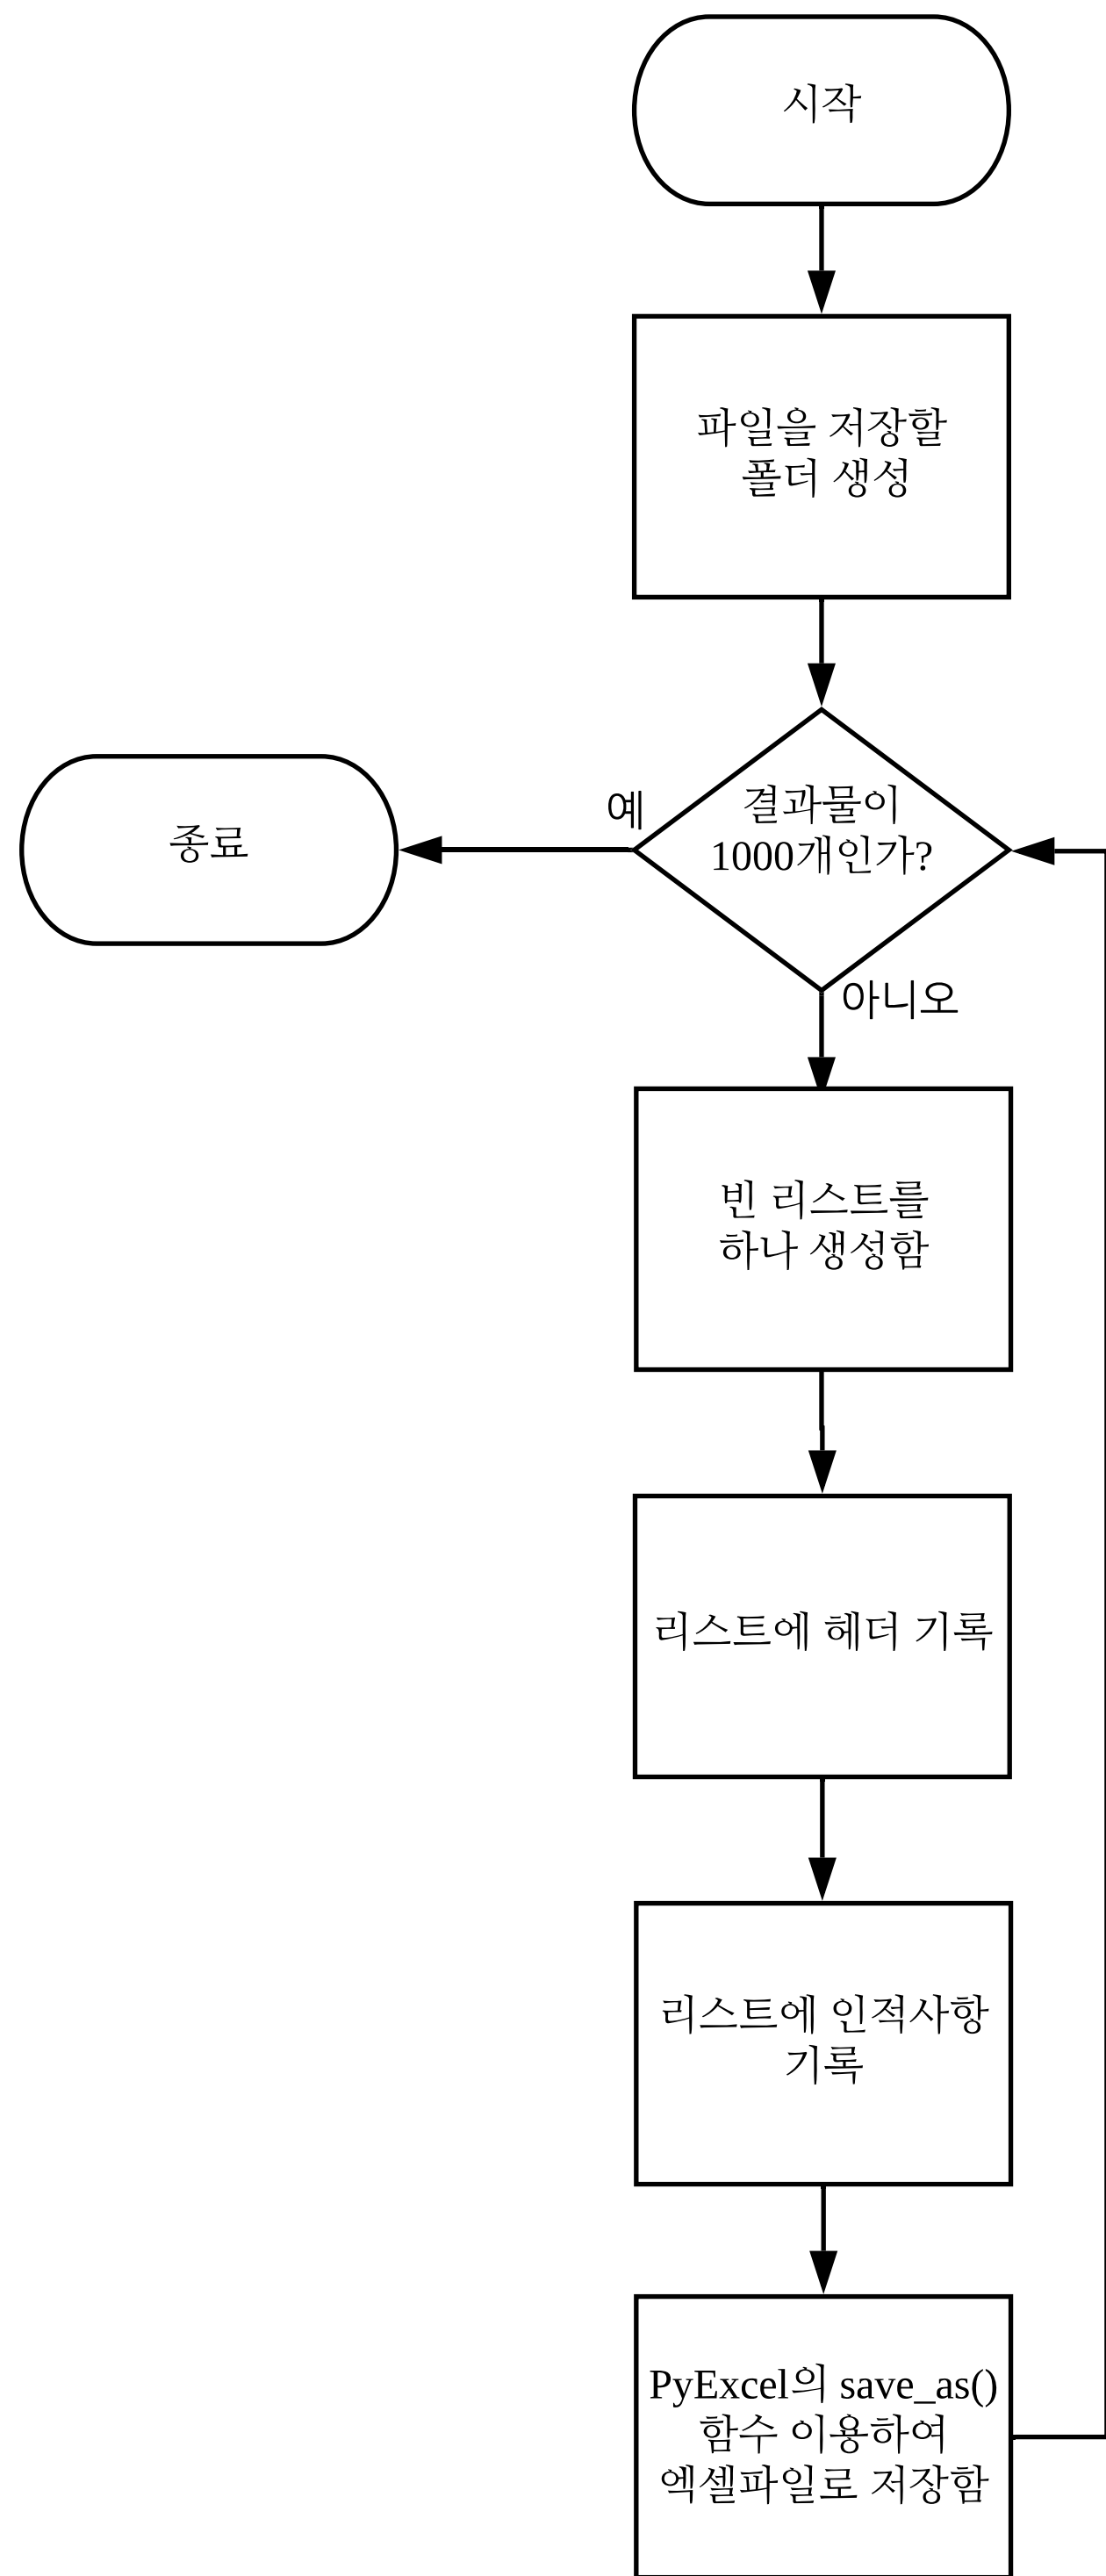 시작
파일을 저장할
폴더 생성
결과물이
1000개인가?
예
종료
아니오
빈 리스트를
하나 생성함
리스트에 헤더 기록
리스트에 인적사항
기록
PyExcel의 save_as()
함수 이용하여
엑셀파일로 저장함